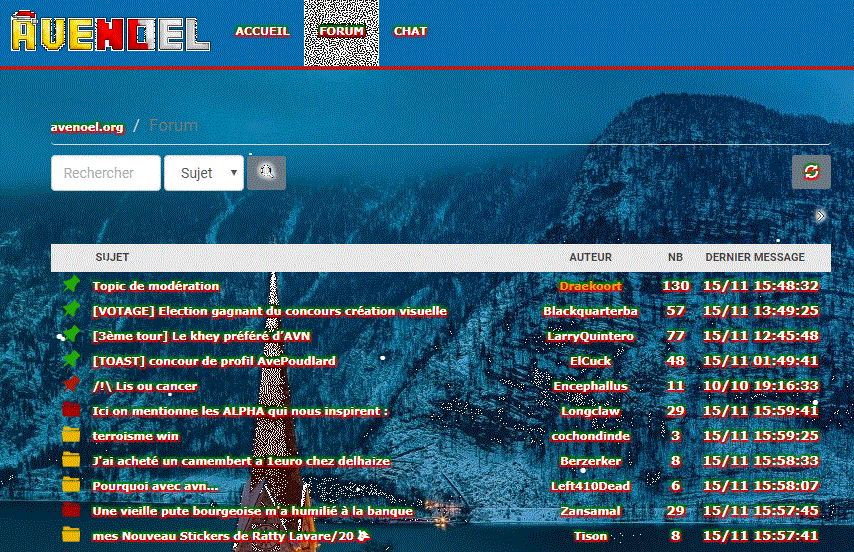 AVENOEL ACCUEIL FORUM CHAT
avenoel.org / Forum
Rechercher Sujet
SUJET AUTEUR NB DERNIER MESSAGE
Topic de modération Draekoort 130 15/11 15:48:32
[VOTAGE] Election gagnant du concours création visuelle Blackquarterba 57 15/11 13:49:25
[3ème tour] Le khey préféré d'AVN LarryQuintero 77 15/11 12:45:48
[TOAST] concour de profil AvePoudlard ElCuck 48 15/11 01:49:41
/!\ Lis ou cancer Encephallus 11 10/10 19:16:33
Ici on mentionne les ALPHA qui nous inspirent : Longclaw 29 15/11 15:59:41
terroisme win cochondinde 3 15/11 15:59:25
J'ai acheté un camembert a 1euro chez delhaize Berzerker 8 15/11 15:58:33
Pourquoi avec avn... Left410Dead 6 15/11 15:58:07
Une vieille pute bourgeoise m'a humilié à la banque Zansamal 29 15/11 15:57:45
mes Nouveau Stickers de Ratty Lavare/20 Tison 8 15/11 15:57:41